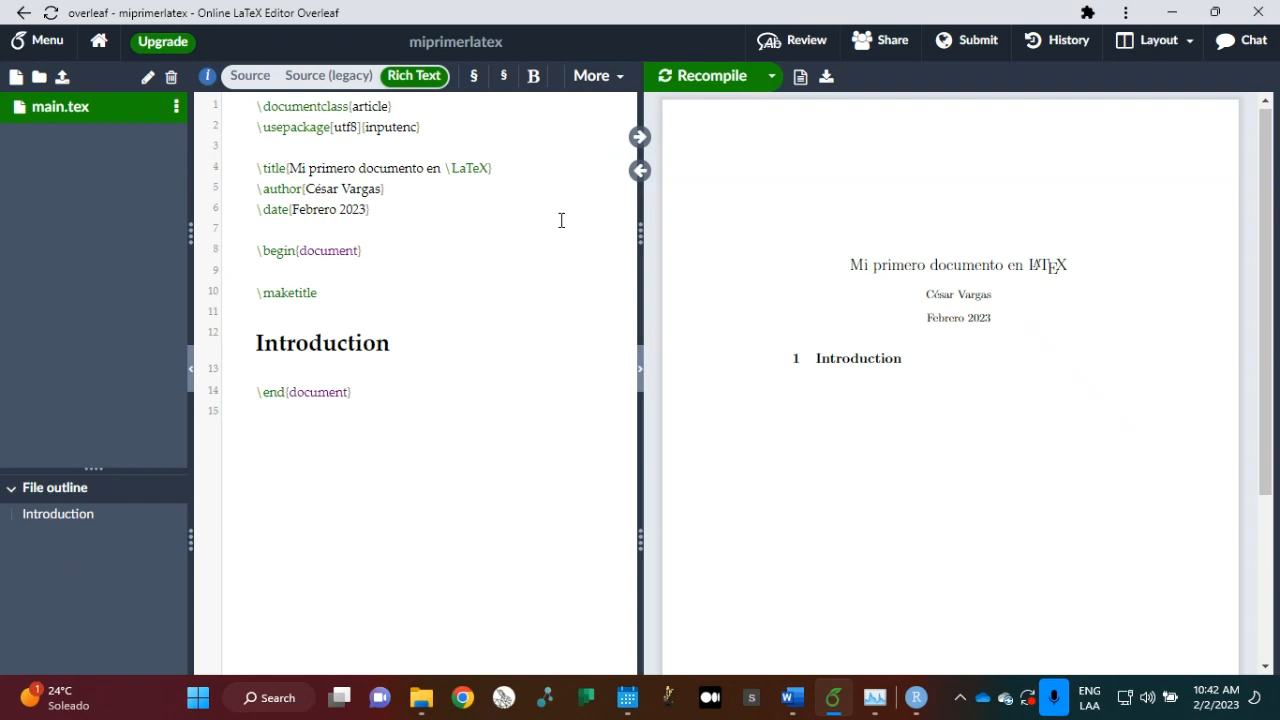 overleaf - miprimerlatex - Online LaTeX Editor Overleaf
Menu
Upgrade
miprimerlatex
Review
Share
Submit
History
Layout
Chat
i
Source
Source (legacy)
Rich Text
§
§
B
More
Recompile
main.tex
1 \documentclass{article}
2 \usepackage[utf8]{inputenc}
3
4 \title{Mi primero documento en \LaTeX}
5 \author{César Vargas}
6 \date{Febrero 2023}
7
8 \begin{document}
9
10 \maketitle
11
12 Introduction
13
14 \end{document}
15
File outline
Introduction
Mi primero documento en LATEX
César Vargas
Febrero 2023
1 Introduction
1
24°C
Soleado
Search
S
R
ENG
LAA
10:42 AM
2/2/2023